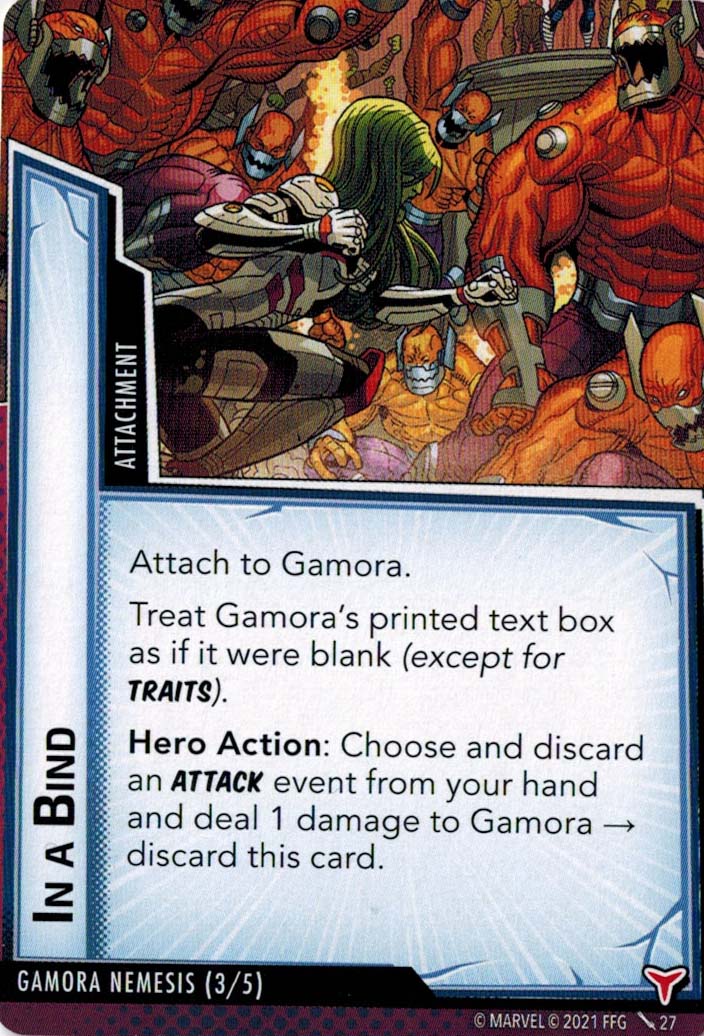 ATTACHMENT
Attach to Gamora.
Treat Gamora's printed text box
as if it were blank (except for
TRAITS).
Hero Action: Choose and discard
an ATTACK event from your hand
and deal 1 damage to Gamora →
discard this card.
IN A BIND
GAMORA NEMESIS (3/5)
© MARVEL © 2021 FFG 27